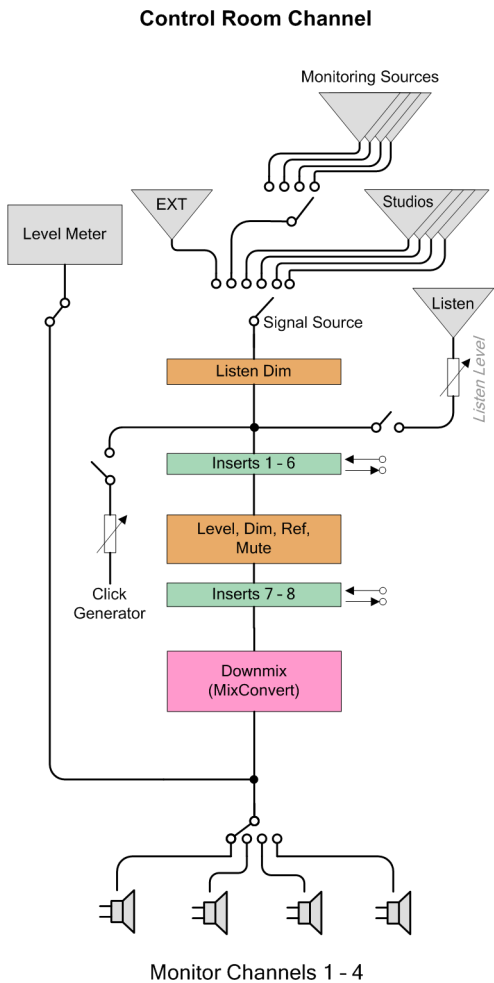 Control Room Channel
Monitoring Sources
EXT
Studios
Level Meter
Listen
Signal Source
Listen Level
Listen Dim
Inserts 1 - 6
Level, Dim, Ref,
Mute
Click
Generator
Inserts 7 - 8
Downmix
(MixConvert)
Monitor Channels 1 - 4